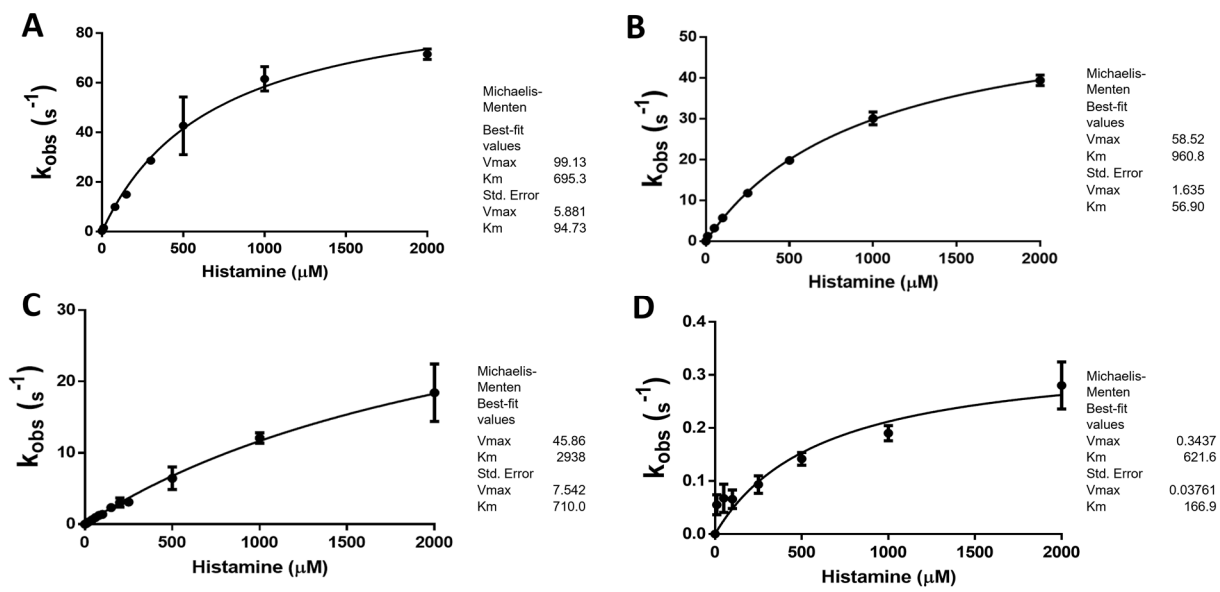 A
80
60
40
20
0
k_obs (s⁻¹)
0 500 1000 1500 2000
Histamine (μM)
Michaelis-
Menten
Best-fit
values
Vmax 99.13
Km 695.3
Std. Error
Vmax 5.881
Km 94.73
B
50
40
30
20
10
0
k_obs (s⁻¹)
0 500 1000 1500 2000
Histamine (μM)
Michaelis-
Menten
Best-fit
values
Vmax 58.52
Km 960.8
Std. Error
Vmax 1.635
Km 56.90
C
30
20
10
0
k_obs (s⁻¹)
0 500 1000 1500 2000
Histamine (μM)
Michaelis-
Menten
Best-fit
values
Vmax 45.86
Km 2938
Std. Error
Vmax 7.542
Km 710.0
D
0.4
0.3
0.2
0.1
0.0
k_obs (s⁻¹)
0 500 1000 1500 2000
Histamine (μM)
Michaelis-
Menten
Best-fit
values
Vmax 0.3437
Km 621.6
Std. Error
Vmax 0.03761
Km 166.9